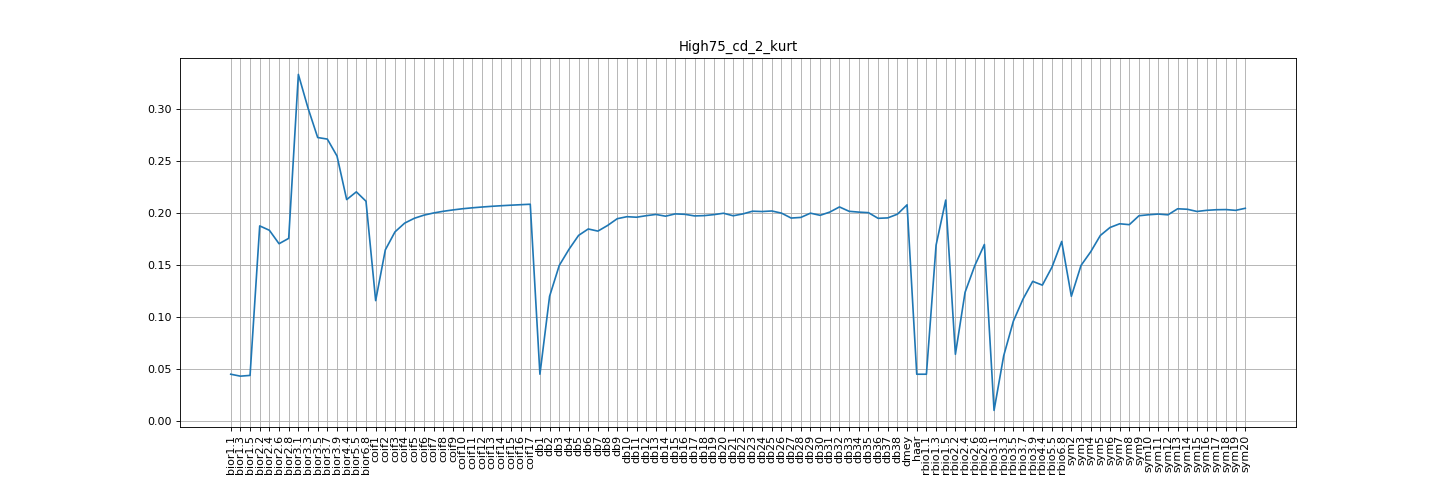 High75_cd_2_kurt
0.30
0.25
0.20
0.15
0.10
0.05
0.00
bior1.1
bior1.3
bior1.5
bior2.2
bior2.4
bior2.6
bior2.8
bior3.1
bior3.3
bior3.5
bior3.7
bior3.9
bior4.4
bior5.5
bior6.8
coif1
coif2
coif3
coif4
coif5
coif6
coif7
coif8
coif9
coif10
coif11
coif12
coif13
coif14
coif15
coif16
coif17
db1
db2
db3
db4
db5
db6
db7
db8
db9
db10
db11
db12
db13
db14
db15
db16
db17
db18
db19
db20
db21
db22
db23
db24
db25
db26
db27
db28
db29
db30
db31
db32
db33
db34
db35
db36
db37
db38
dmey
haar
rbio1.1
rbio1.3
rbio1.5
rbio2.2
rbio2.4
rbio2.6
rbio2.8
rbio3.1
rbio3.3
rbio3.5
rbio3.7
rbio3.9
rbio4.4
rbio5.5
rbio6.8
sym2
sym3
sym4
sym5
sym6
sym7
sym8
sym9
sym10
sym11
sym12
sym13
sym14
sym15
sym16
sym17
sym18
sym19
sym20